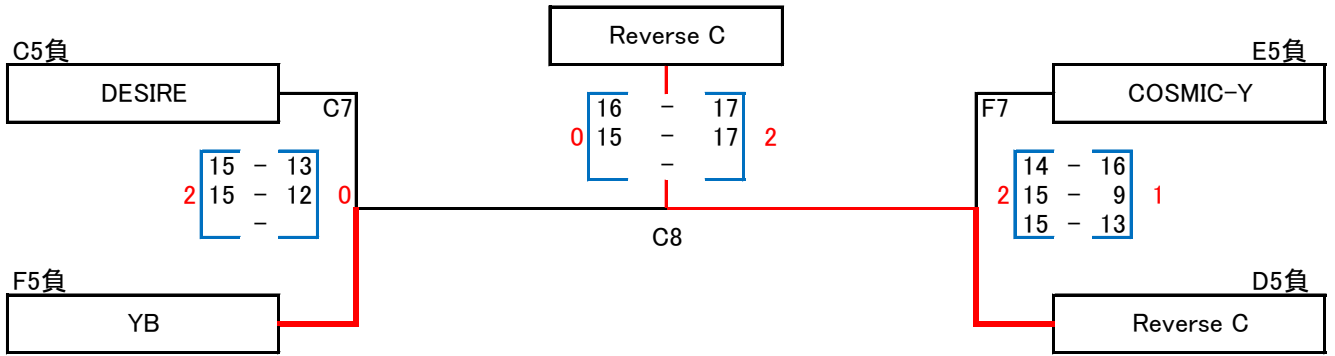 Reverse C
C5負
E5負
DESIRE
COSMIC-Y
C7
F7
16 - 17
0 15 - 17 2
-
15 - 13
2 15 - 12 0
-
14 - 16
2 15 - 9 1
15 - 13
C8
F5負
D5負
YB
Reverse C